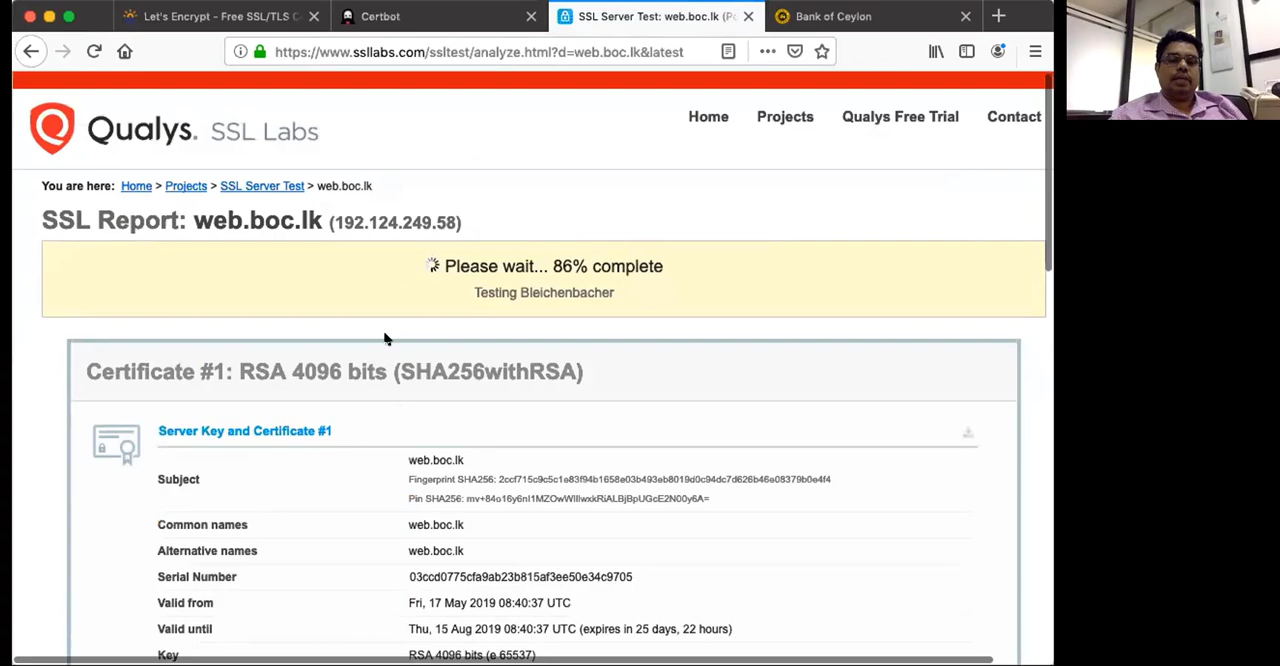 Let's Encrypt - Free SSL/TLS C
Certbot
SSL Server Test: web.boc.lk (Po
Bank of Ceylon
https://www.ssllabs.com/ssltest/analyze.html?d=web.boc.lk&latest
Qualys. SSL Labs
Home
Projects
Qualys Free Trial
Contact
You are here: Home > Projects > SSL Server Test > web.boc.lk
SSL Report: web.boc.lk (192.124.249.58)
Please wait... 86% complete
Testing Bleichenbacher
Certificate #1: RSA 4096 bits (SHA256withRSA)
Server Key and Certificate #1
Subject
web.boc.lk
Fingerprint SHA256:
Pin SHA256:
Common names web.boc.lk
Alternative names web.boc.lk
Serial Number 03ccd0775cfa9ab23b815af3ee50e34c9705
Valid from Fri, 17 May 2019 08:40:37 UTC
Valid until Thu, 15 Aug 2019 08:40:37 UTC (expires in 25 days, 22 hours)
Key RSA 4096 bits (e 65537)